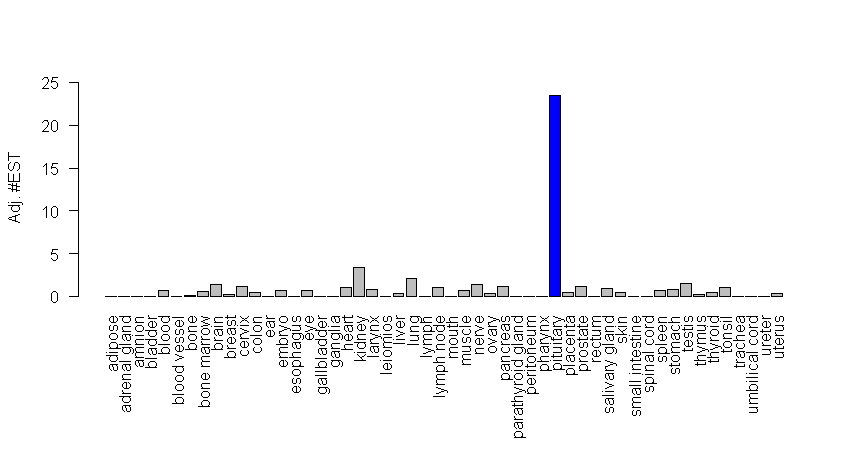 Adj. #EST
25
20
15
10
5
0
adipose
adrenal gland
amnion
bladder
blood
blood vessel
bone
bone marrow
brain
breast
cervix
colon
ear
embryo
esophagus
eye
gallbladder
ganglia
heart
kidney
larynx
leiomios
liver
lung
lymph
lymph node
mouth
muscle
nerve
ovary
pancreas
parathyroid gland
peritoneum
pharynx
pituitary
placenta
prostate
rectum
salivary gland
skin
small intestine
spinal cord
spleen
stomach
testis
thymus
thyroid
tonsil
trachea
umbilical cord
ureter
uterus